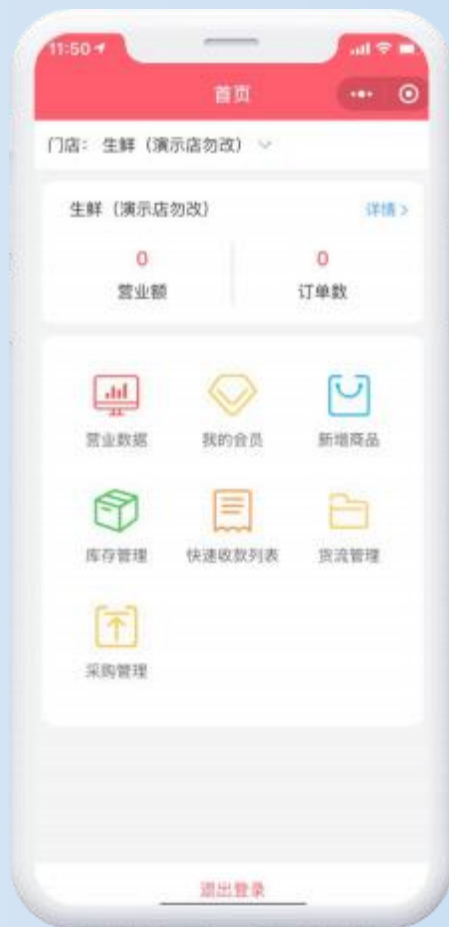 11:50
首页
门店： 生鲜（演示店勿改）
生鲜（演示店勿改） 详情 >
0 0
营业额 订单数
营业数据 我的会员 新增商品
库存管理 快速收款列表 货流管理
采购管理
退出登录